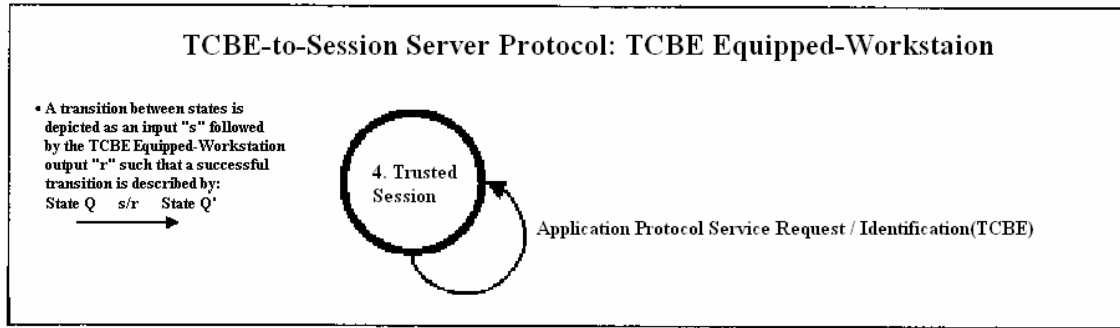 TCBE-to-Session Server Protocol: TCBE Equipped-Workstaion
• A transition between states is
depicted as an input "s" followed
by the TCBE Equipped-Workstation
output "r" such that a successful
transition is described by:
State Q s/r State Q'
4. Trusted
Session
Application Protocol Service Request / Identification(TCBE)